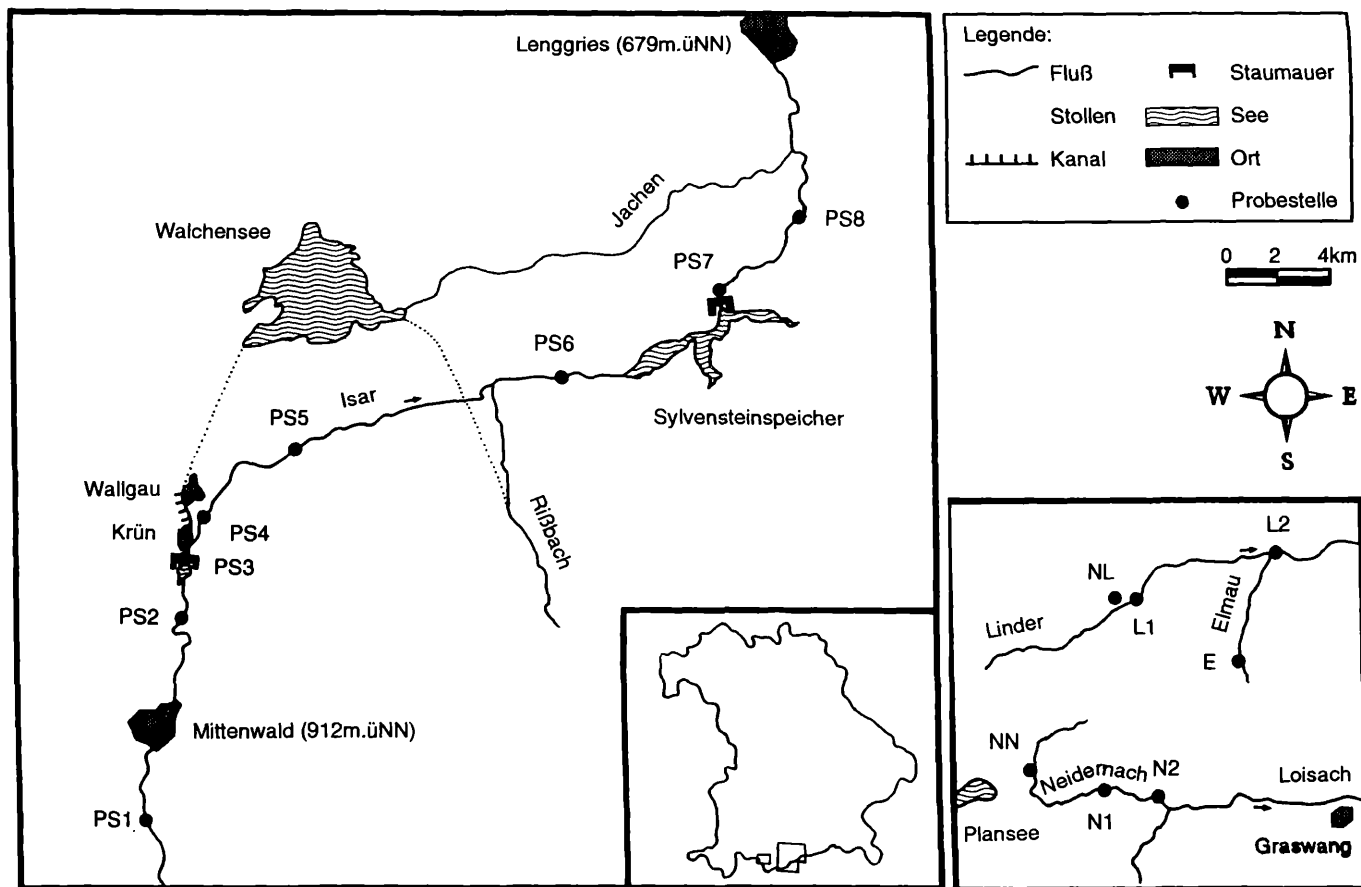 Lenggries (679m.üNN)
Jachen
Walchensee
PS8
PS7
PS6
Isar
PS5
Sylvensteinspeicher
Wallgau
Krün
PS4
PS3
Rißbach
PS2
Mittenwald (912m.üNN)
PS1
Legende:
Fluß
Staumauer
Stollen
See
Kanal
Ort
Probestelle
0 2 4km
N
W
E
S
L2
NL
Elmau
Linder
L1
E
NN
Neidernach
N2
Loisach
Plansee
N1
Graswang